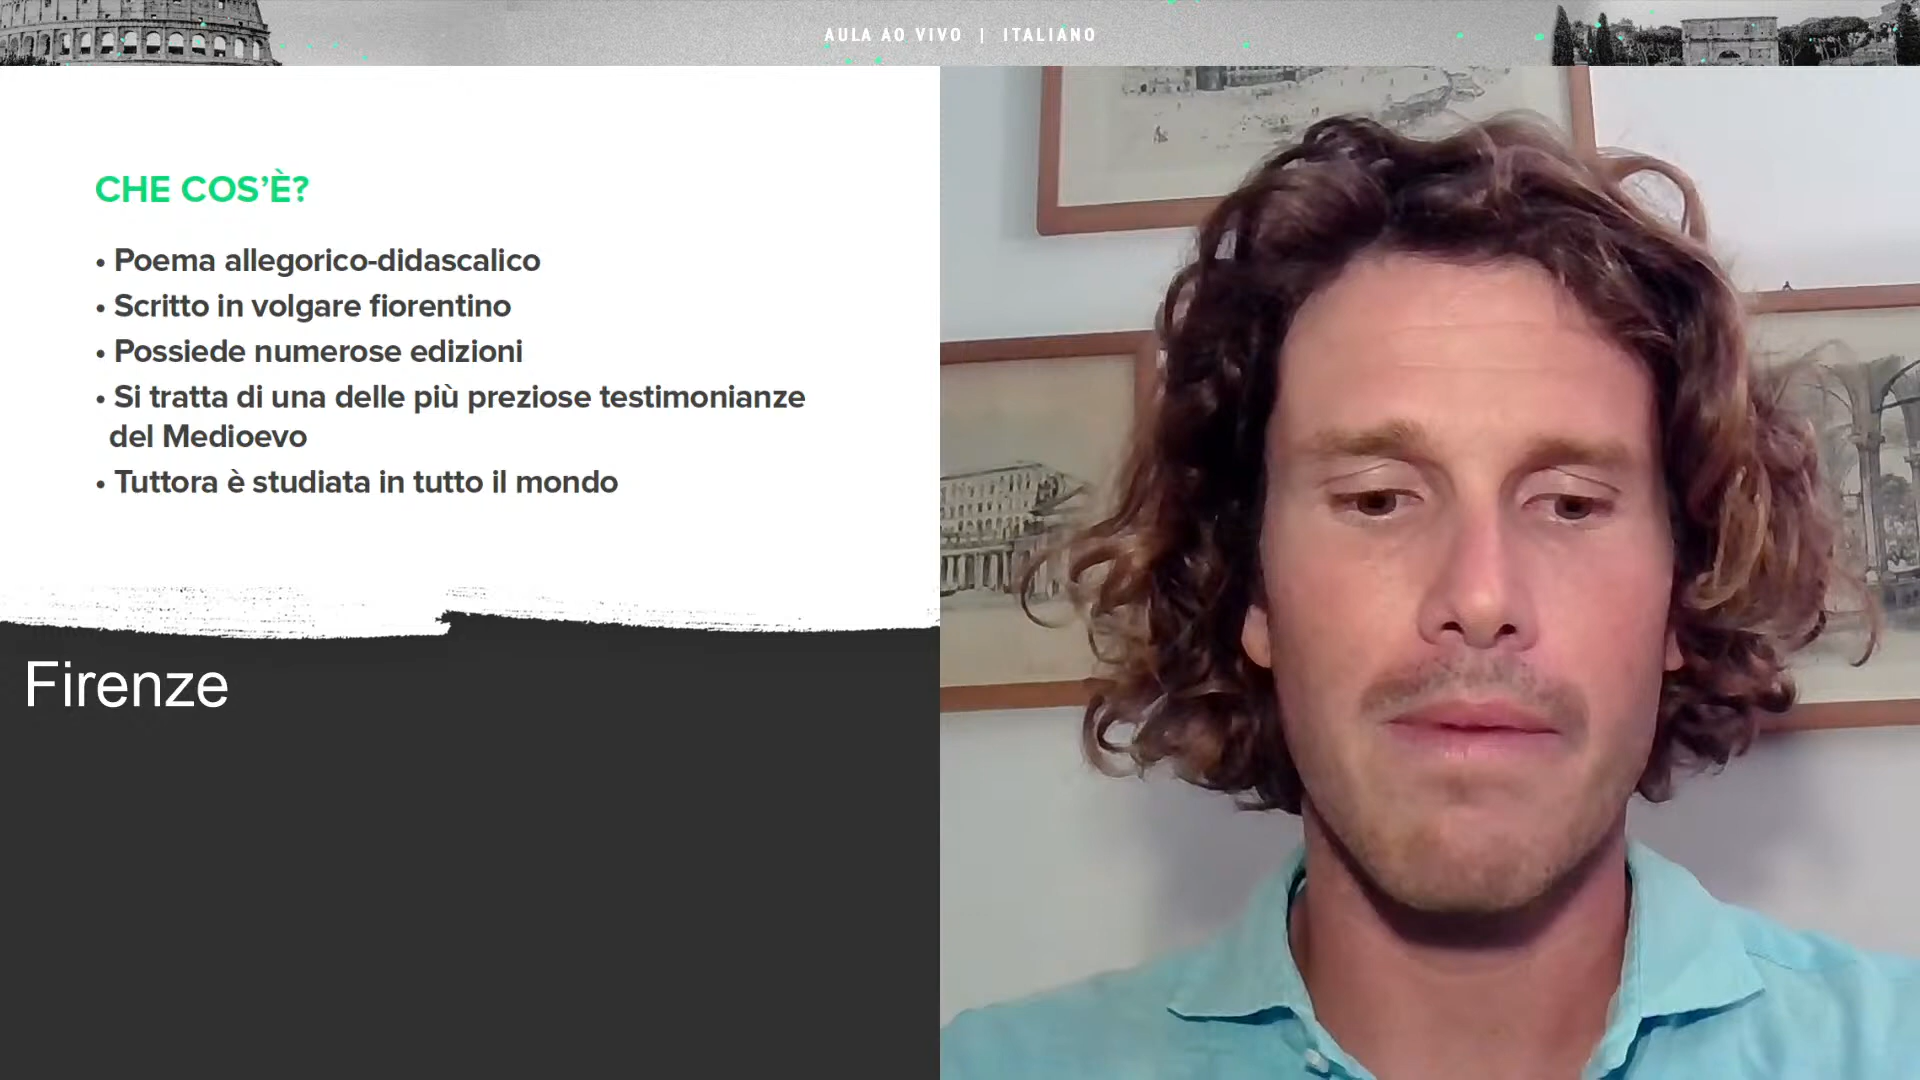 AULA AO VIVO | ITALIANO
CHE COS’È?
• Poema allegorico-didascalico
• Scritto in volgare fiorentino
• Possiede numerose edizioni
• Si tratta di una delle più preziose testimonianze
del Medioevo
• Tuttora è studiata in tutto il mondo
Firenze